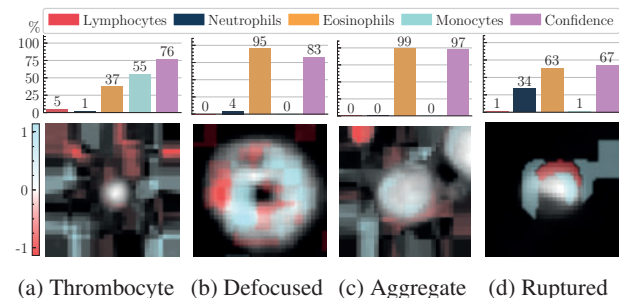 Lymphocytes Neutrophils Eosinophils Monocytes Confidence
%
100
75
50
25
0
5 1 37 55 76
0 4 95 0 83
0 0 99 0 97
1 34 63 1 67
1
0
-1
(a) Thrombocyte (b) Defocused (c) Aggregate (d) Ruptured